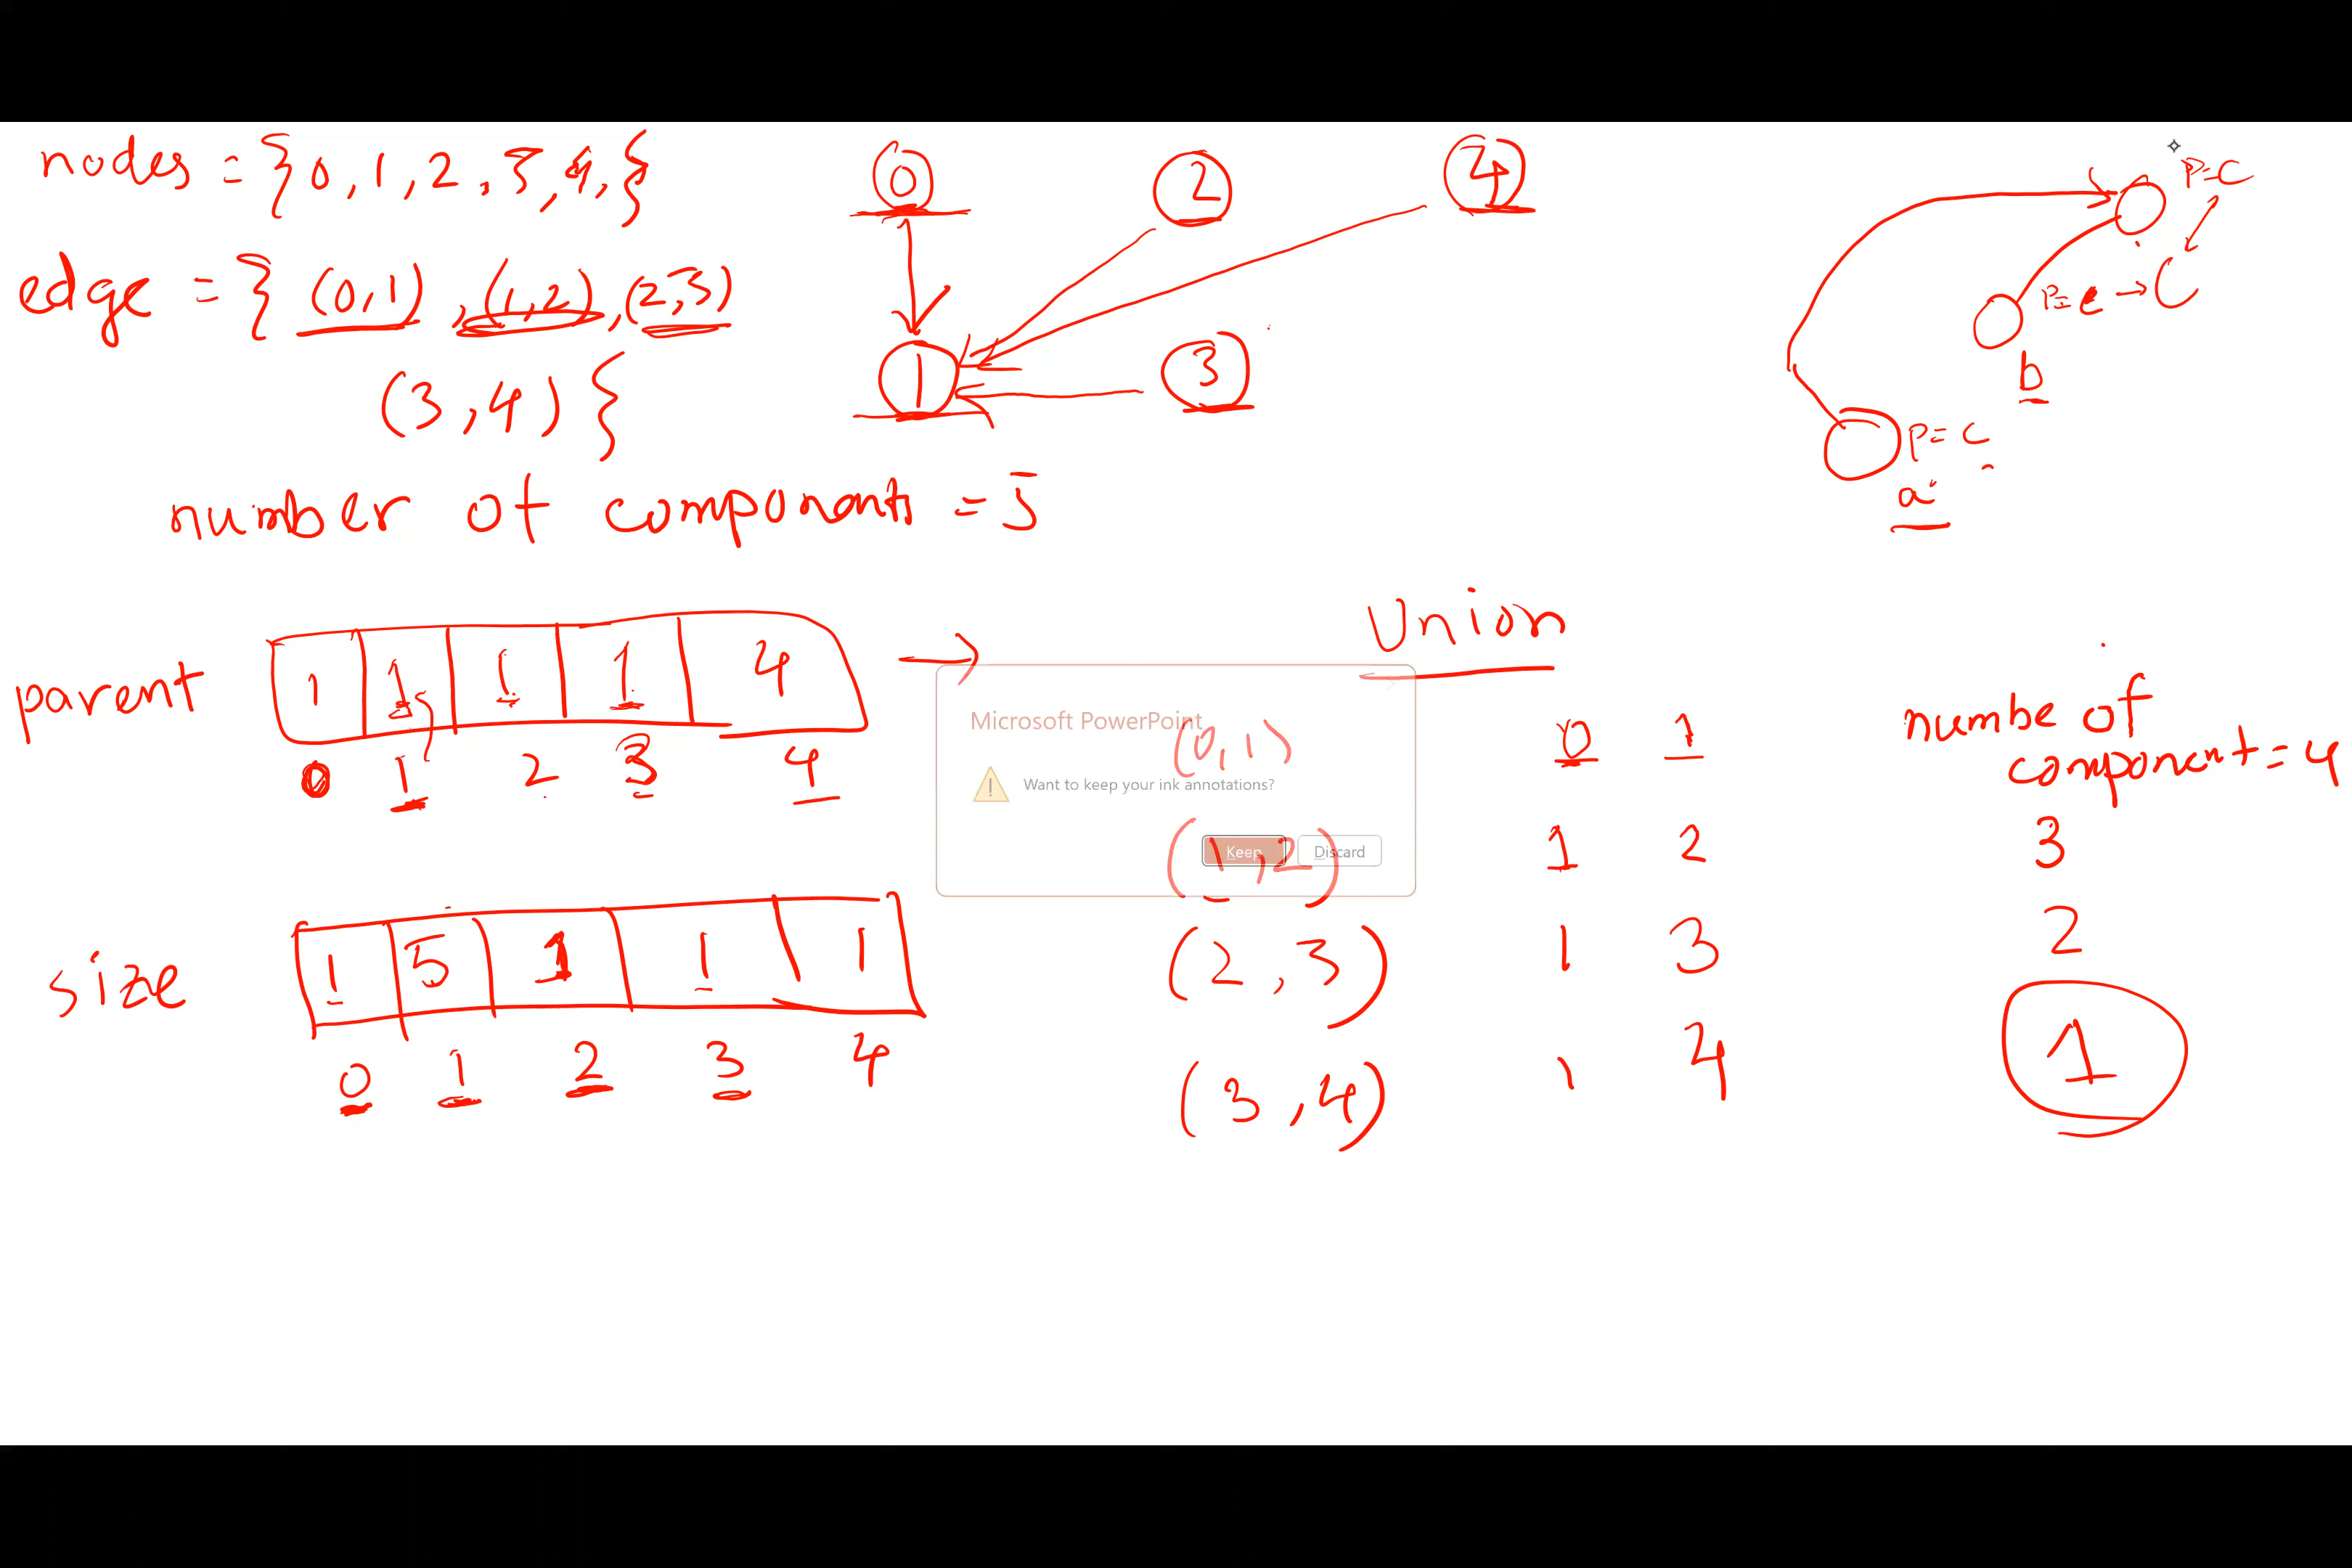 nodes = { 0, 1, 2, 3, 4, }
edge = { (0,1), (1,2), (2,3)
(3,4) }
number of components = 5
0
2
4
1
3
P=C
P=C → C
b
P=C
a
parent
1 1 1 1 4
0 1 2 3 4
size
1 5 1 1 1
0 1 2 3 4
Union
(0,1) 0 1
numbe of
component = 4
(1,2) 1 2 3
(2,3) 1 3 2
(3,4) 1 4 1
Microsoft PowerPoint
Want to keep your ink annotations?
Keep Discard